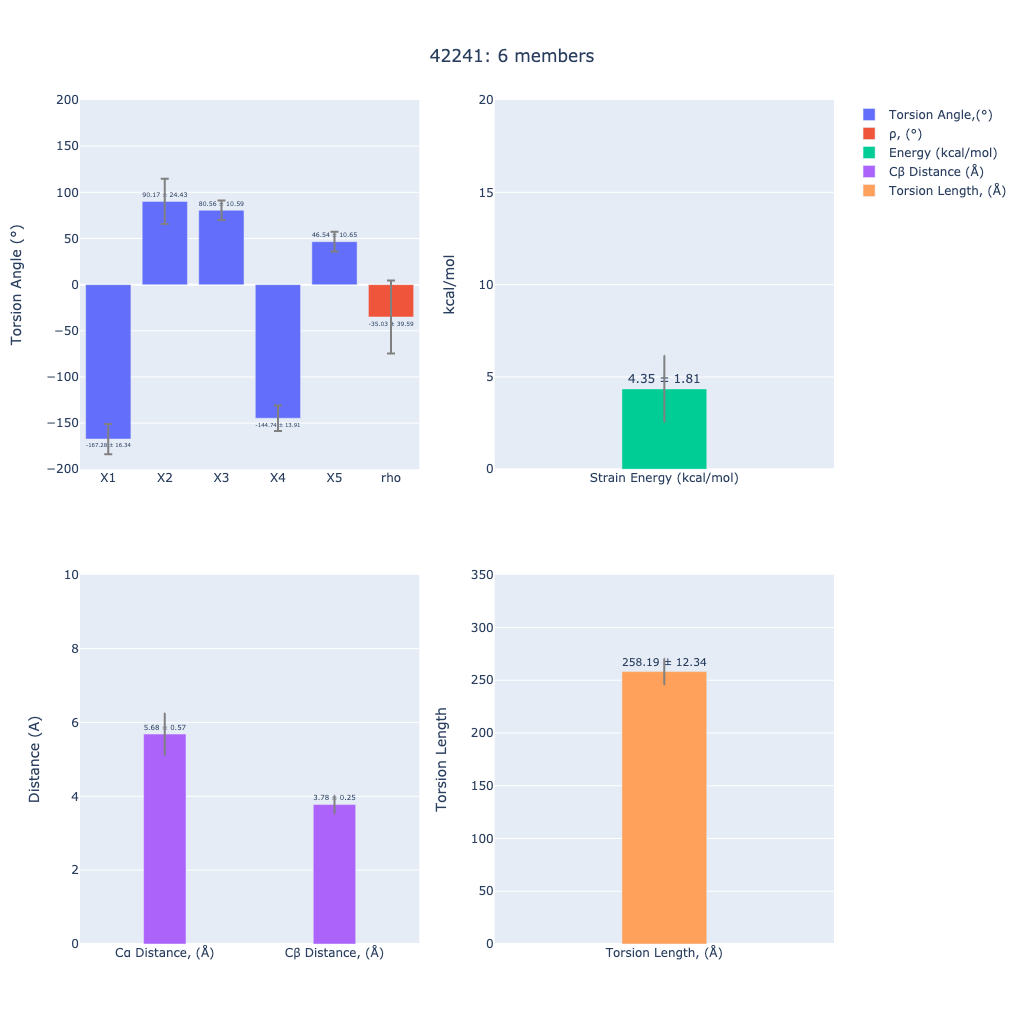 42241: 6 members
Torsion Angle (°)
200
150
100
50
0
−50
−100
−150
−200
-167.28 ± 16.34
90.17 ± 24.43
80.56 ± 10.59
-144.74 ± 13.91
46.54 ± 10.65
-35.03 ± 39.59
X1 X2 X3 X4 X5 rho
kcal/mol
20
15
10
5
0
4.35 ± 1.81
Strain Energy (kcal/mol)
Torsion Angle,(°)
ρ, (°)
Energy (kcal/mol)
Cβ Distance (Å)
Torsion Length, (Å)
Distance (A)
10
8
6
4
2
0
5.68 ± 0.57
3.78 ± 0.25
Cα Distance, (Å) Cβ Distance, (Å)
Torsion Length
350
300
250
200
150
100
50
0
258.19 ± 12.34
Torsion Length, (Å)